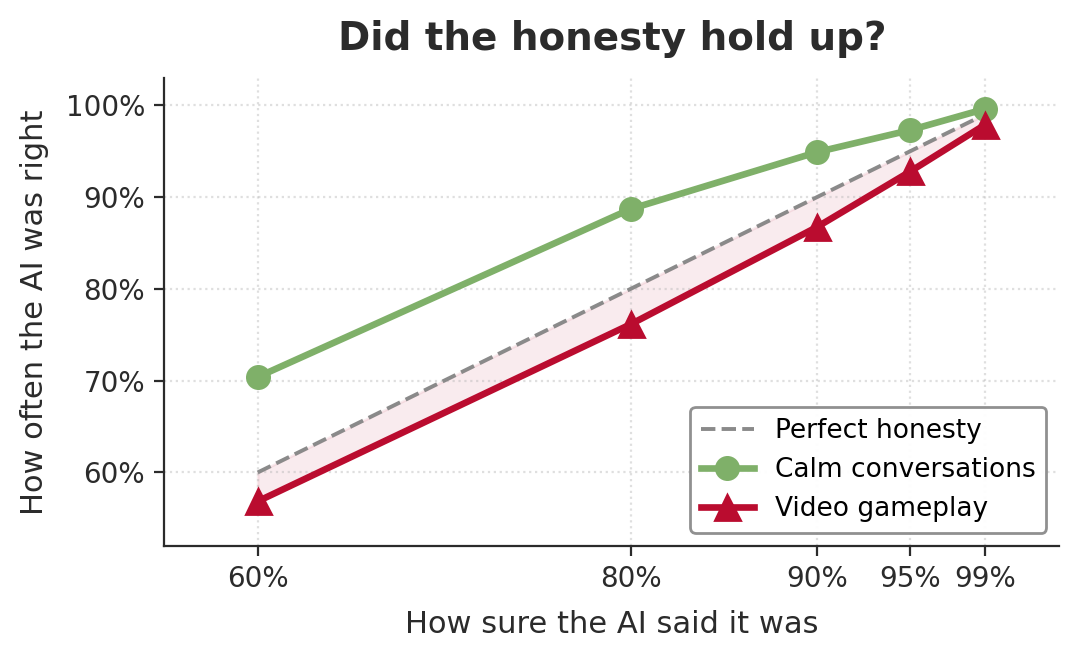 Did the honesty hold up?
How often the AI was right
100%
90%
80%
70%
60%
Perfect honesty
Calm conversations
Video gameplay
60% 80% 90% 95% 99%
How sure the AI said it was